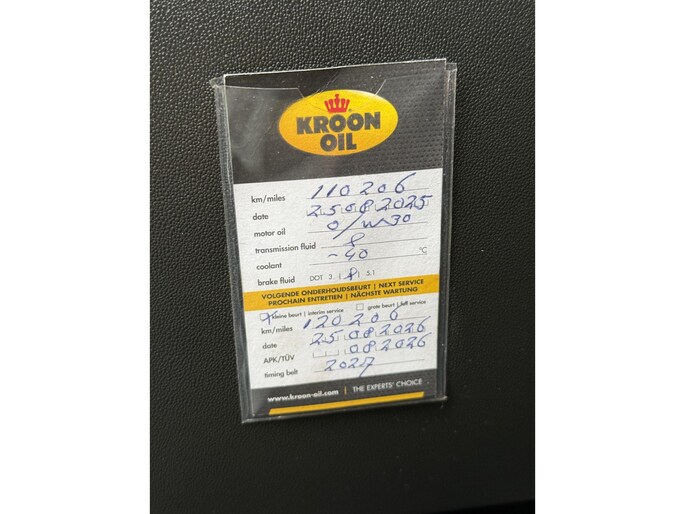 KROON
OIL
km/miles 110206
date 25 08 2025
motor oil 0/W30
transmission fluid
coolant -40 °C
brake fluid DOT 3 | | 5.1
VOLGENDE ONDERHOUDSBEURT | NEXT SERVICE
PROCHAIN ENTRETIEN | NÄCHSTE WARTUNG
kleine beurt | interim service grote beurt | full service
km/miles 120206
date 25 08 2026
APK/TÜV 08 2026
timing belt 2027
www.kroon-oil.com | THE EXPERTS' CHOICE